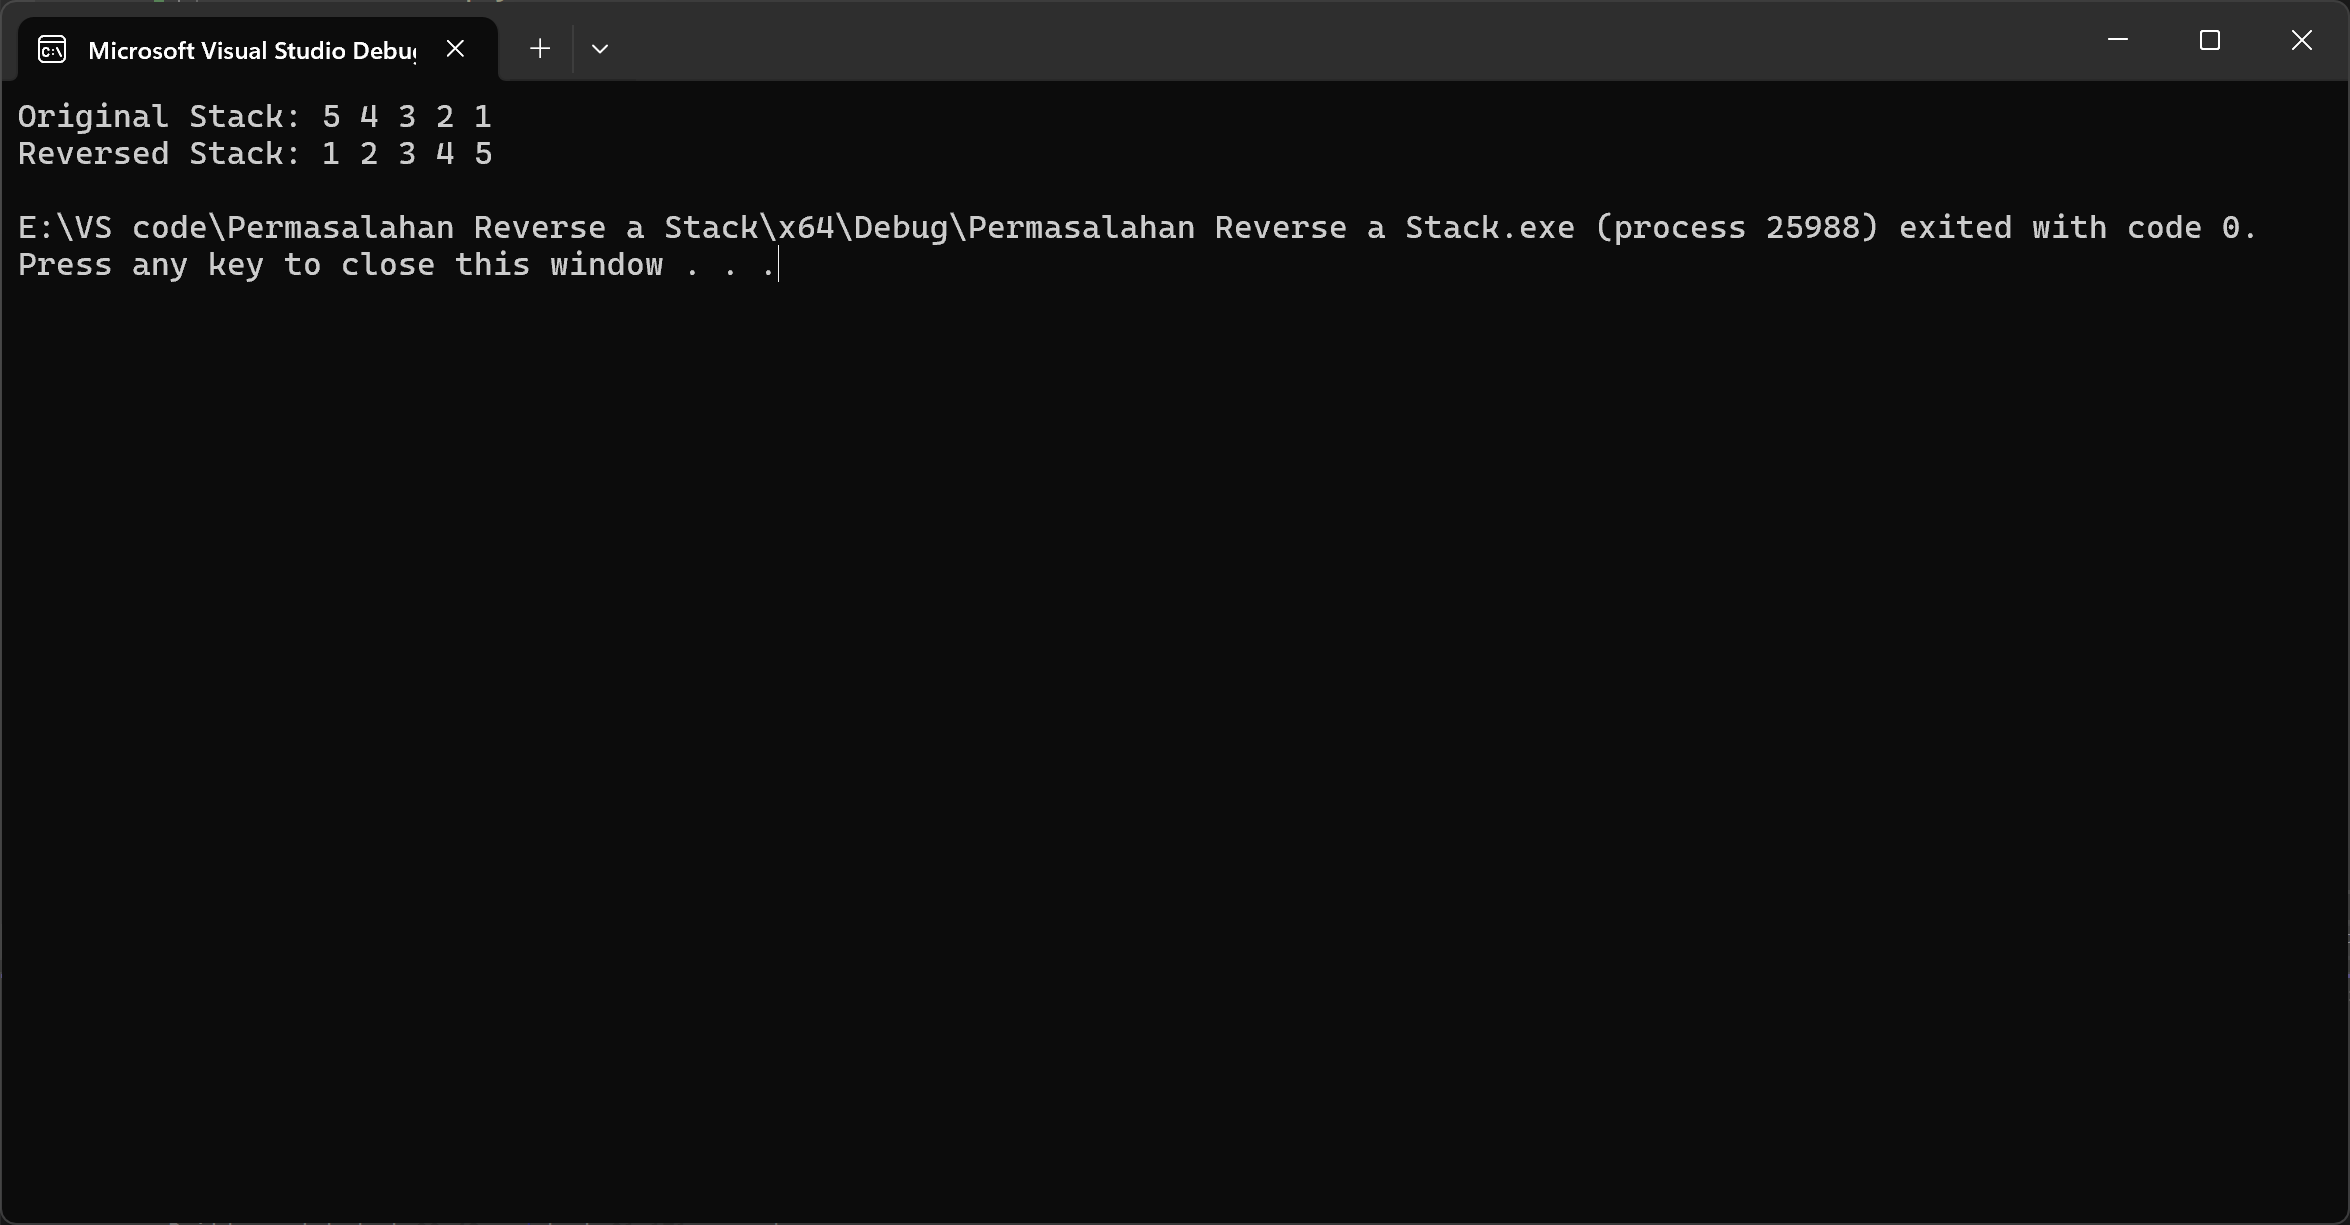 Microsoft Visual Studio Debug
Original Stack: 5 4 3 2 1
Reversed Stack: 1 2 3 4 5
E:\VS code\Permasalahan Reverse a Stack\x64\Debug\Permasalahan Reverse a Stack.exe (process 25988) exited with code 0.
Press any key to close this window . . .